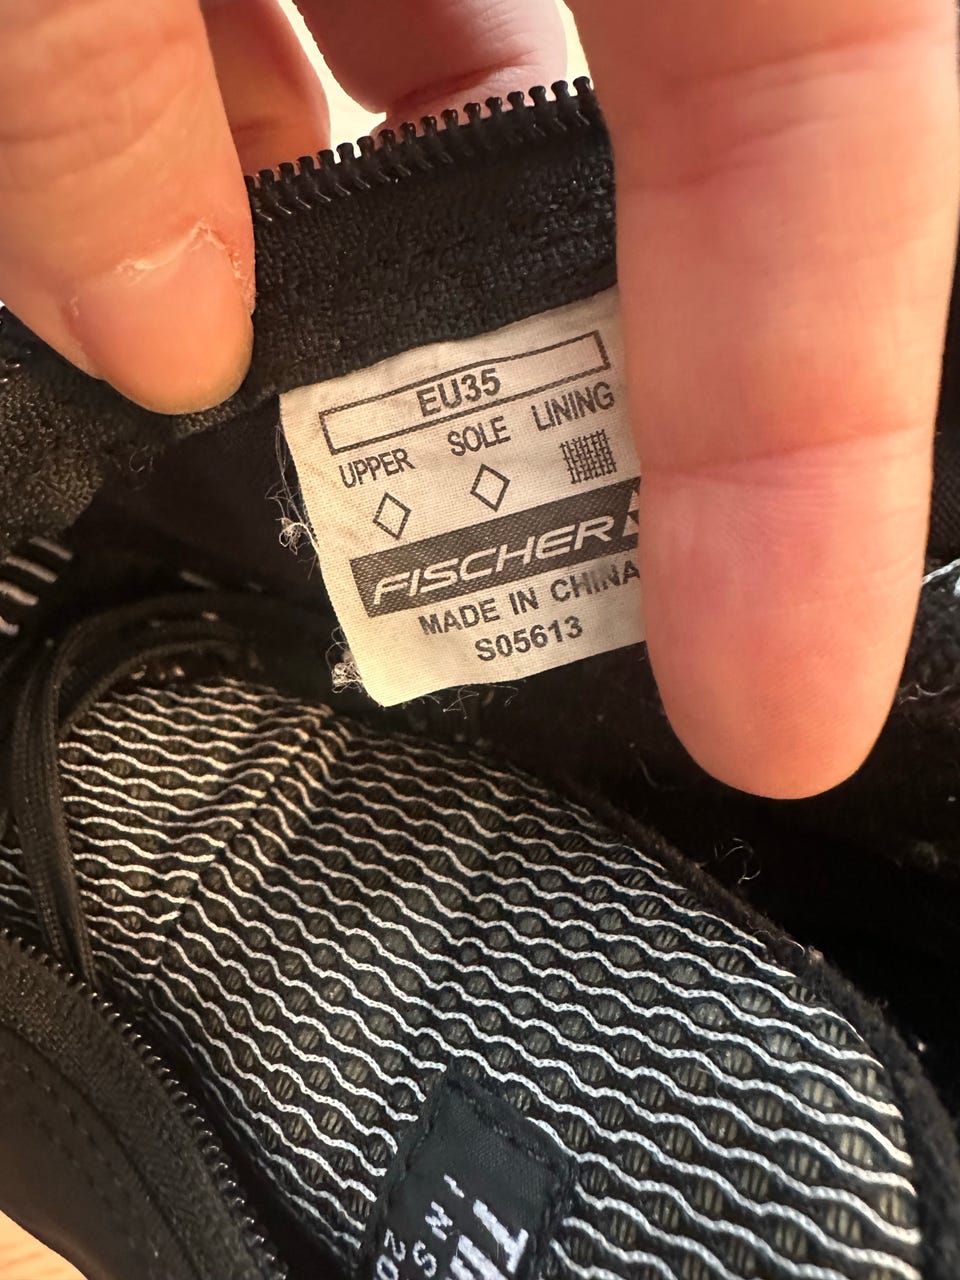 EU35
UPPER SOLE LINING
FISCHER
MADE IN CHINA
S05613